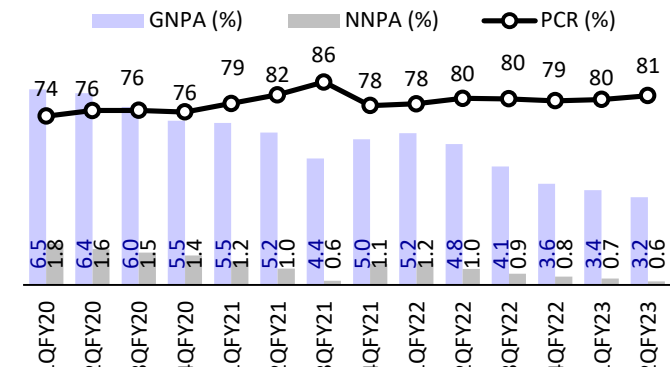 GNPA (%) NNPA (%) PCR (%)
74 76 76 76 79 82 86 78 78 80 80 79 80 81
6.5 1.8 6.4 1.6 6.0 1.5 5.5 1.4 5.5 1.2 5.2 1.0 4.4 0.6 5.0 1.1 5.2 1.2 4.8 1.0 4.1 0.9 3.6 0.8 3.4 0.7 3.2 0.6
QFY20
QFY20
QFY20
QFY20
QFY21
QFY21
QFY21
QFY21
QFY22
QFY22
QFY22
QFY22
QFY23
QFY23